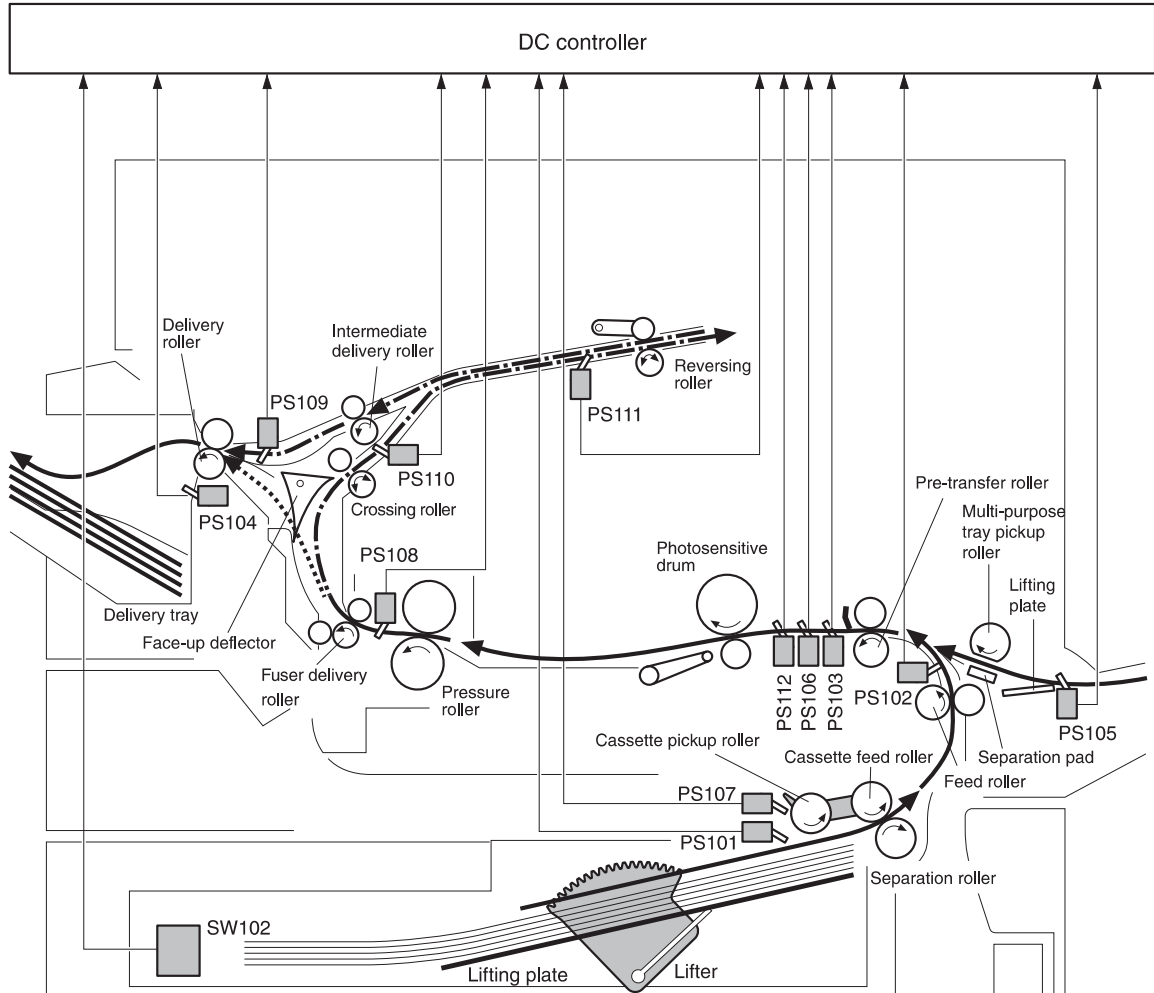 DC controller
Delivery
roller
Intermediate
delivery roller
Reversing
roller
PS109
PS111
PS110
Pre-transfer roller
PS104
Crossing roller
Multi-purpose
tray pickup
roller
Photosensitive
drum
PS108
Lifting
plate
Delivery tray
Face-up deflector
Fuser delivery
roller
Pressure
roller
PS112
PS106
PS103
PS102
PS105
Cassette pickup roller
Cassette feed roller
Separation pad
Feed roller
PS107
PS101
Separation roller
SW102
Lifting plate
Lifter